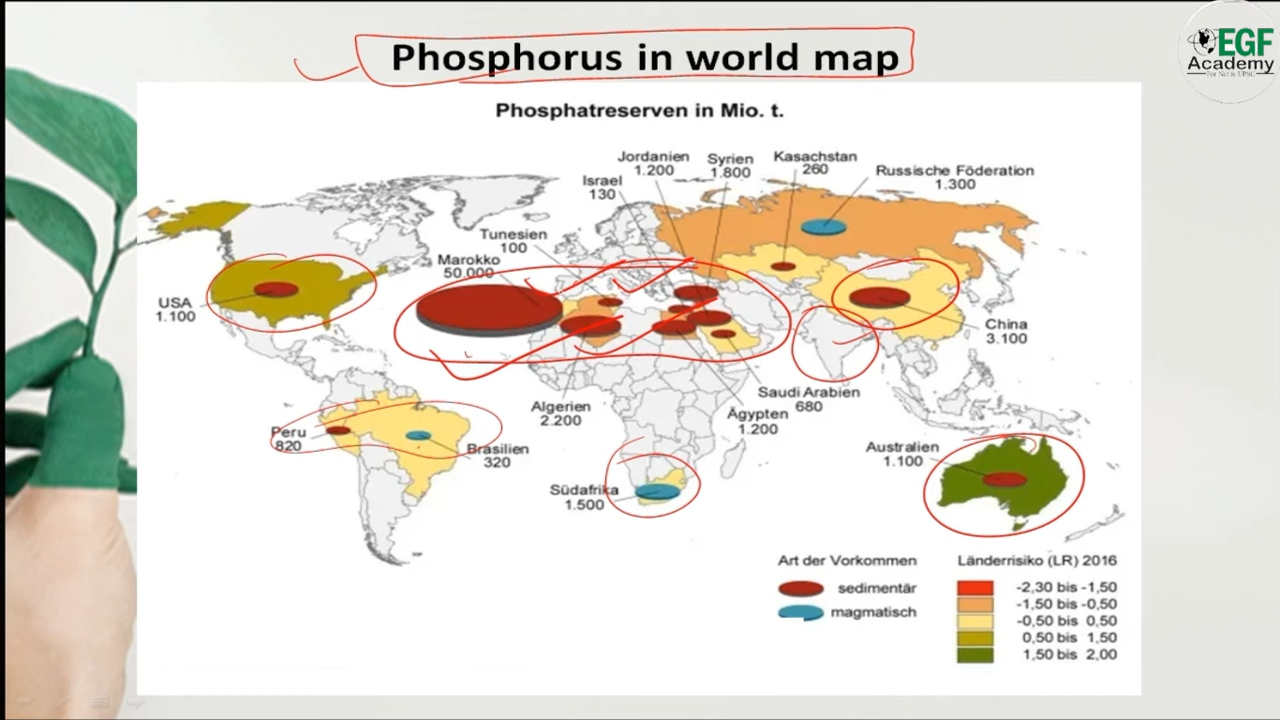 Phosphorus in world map
EGF
Academy
For Net & UPSC
Phosphatreserven in Mio. t.
Jordanien
1.200
Syrien
1.800
Kasachstan
260
Russische Föderation
1.300
Israel
130
Tunesien
100
Marokko
50.000
USA
1.100
China
3.100
Saudi Arabien
680
Algerien
2.200
Ägypten
1.200
Peru
820
Brasilien
320
Australien
1.100
Südafrika
1.500
Art der Vorkommen
sedimentär
magmatisch
Länderrisiko (LR) 2016
-2,30 bis -1,50
-1,50 bis -0,50
-0,50 bis 0,50
0,50 bis 1,50
1,50 bis 2,00